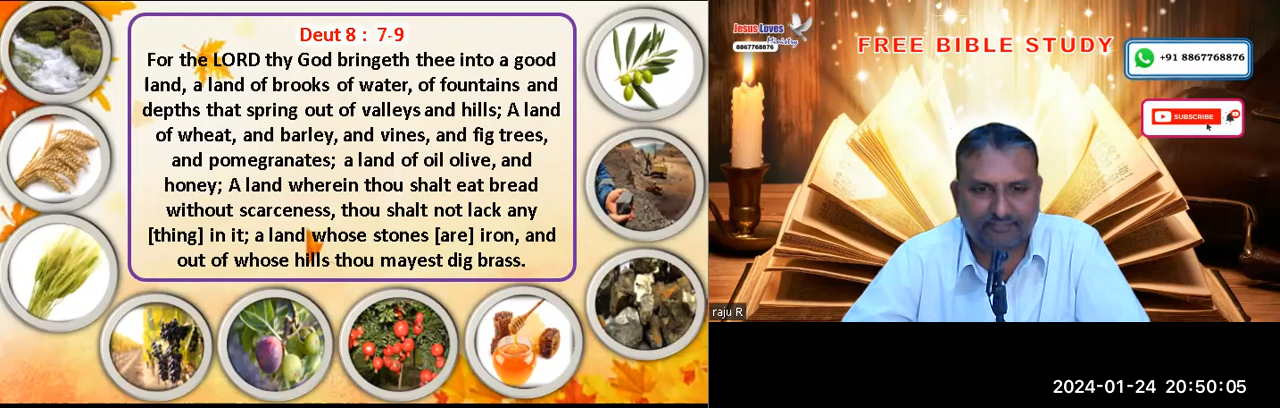 Deut 8 : 7-9
For the LORD thy God bringeth thee into a good
land, a land of brooks of water, of fountains and
depths that spring out of valleys and hills; A land
of wheat, and barley, and vines, and fig trees,
and pomegranates; a land of oil olive, and
honey; A land wherein thou shalt eat bread
without scarceness, thou shalt not lack any
[thing] in it; a land whose stones [are] iron, and
out of whose hills thou mayest dig brass.
Jesus Loves
Ministry
8867768876
FREE BIBLE STUDY
+91 8867768876
SUBSCRIBE
raju R
2024-01-24 20:50:05